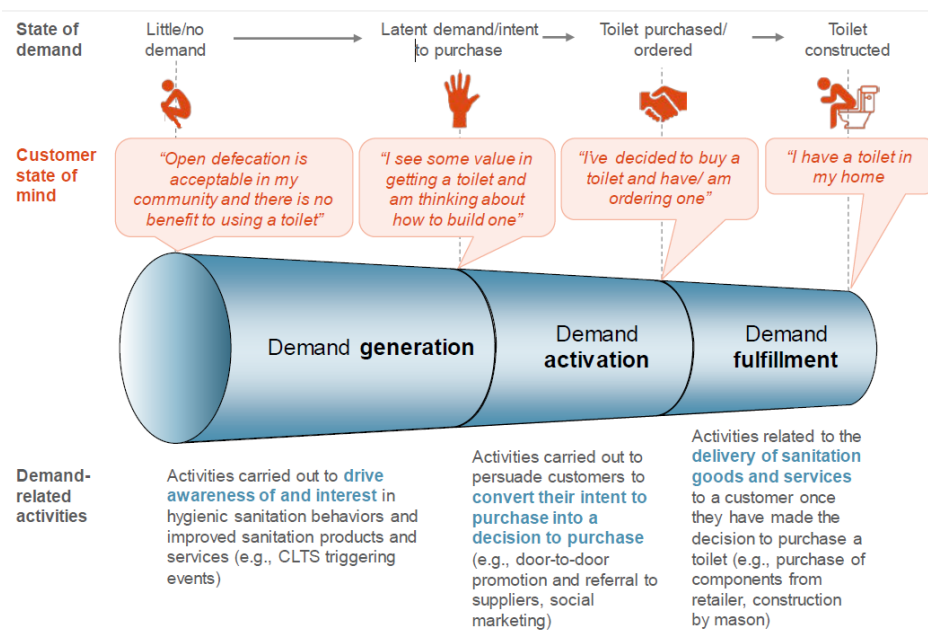 State of
demand
Little/no
demand
Latent demand/intent
to purchase
Toilet purchased/
ordered
Toilet
constructed
Customer
state of
mind
“Open defecation is
acceptable in my
community and there is no
benefit to using a toilet”
“I see some value in
getting a toilet and
am thinking about
how to build one”
“I've decided to buy a
toilet and have/ am
ordering one”
“I have a toilet in
my home
Demand generation
Demand
activation
Demand
fulfillment
Demand-
related
activities
Activities carried out to drive
awareness of and interest in
hygienic sanitation behaviors and
improved sanitation products and
services (e.g., CLTS triggering
events)
Activities carried out to
persuade customers to
convert their intent to
purchase into a
decision to purchase
(e.g., door-to-door
promotion and referral to
suppliers, social
marketing)
Activities related to the
delivery of sanitation
goods and services
to a customer once
they have made the
decision to purchase a
toilet (e.g., purchase of
components from
retailer, construction
by mason)